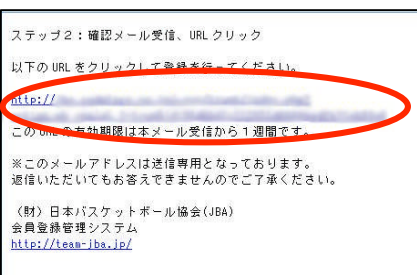 ステップ２：確認メール受信、URLクリック
以下のURLをクリックして登録を行ってください。
http://
このURLの有効期限は本メール受信から１週間です。
※このメールアドレスは送信専用となっております。
返信いただいてもお答えできませんのでご了承ください。
（財）日本バスケットボール協会(JBA)
会員登録管理システム
http://team-jba.jp/